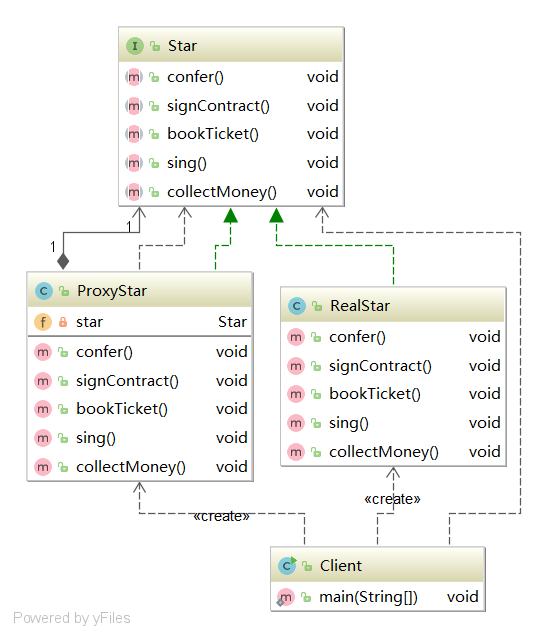 I Star
m confer() void
m signContract() void
m bookTicket() void
m sing() void
m collectMoney() void
1
1
C ProxyStar
f star Star
m confer() void
m signContract() void
m bookTicket() void
m sing() void
m collectMoney() void
C RealStar
m confer() void
m signContract() void
m bookTicket() void
m sing() void
m collectMoney() void
«create»
«create»
C Client
m main(String[]) void
Powered by yFiles